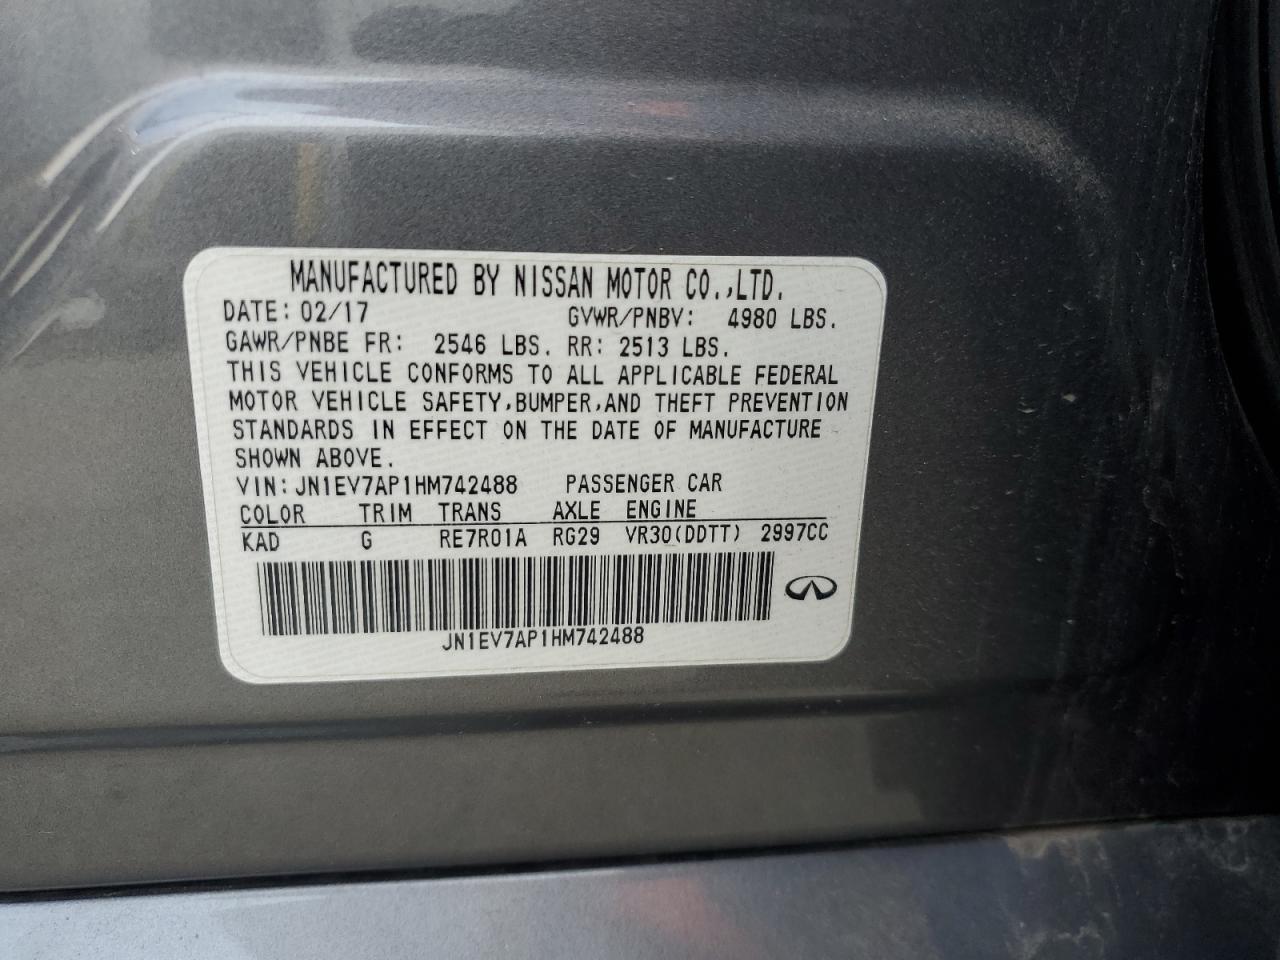 MANUFACTURED BY NISSAN MOTOR CO.,LTD.
DATE: 02/17 GVWR/PNBV: 4980 LBS.
GAWR/PNBE FR: 2546 LBS. RR: 2513 LBS.
THIS VEHICLE CONFORMS TO ALL APPLICABLE FEDERAL
MOTOR VEHICLE SAFETY,BUMPER,AND THEFT PREVENTION
STANDARDS IN EFFECT ON THE DATE OF MANUFACTURE
SHOWN ABOVE.
VIN:JN1EV7AP1HM742488 PASSENGER CAR
COLOR TRIM TRANS AXLE ENGINE
KAD G RE7R01A RG29 VR30(DDTT) 2997CC
JN1EV7AP1HM742488